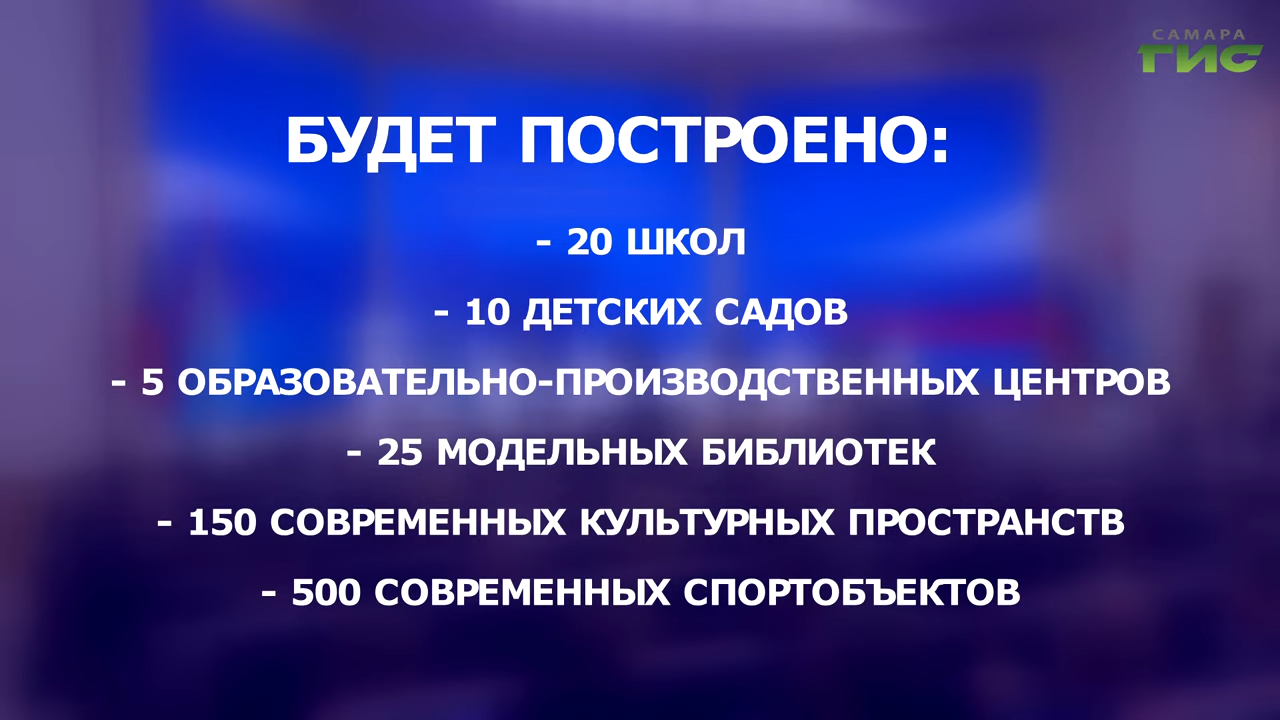 САМАРА
ГИС
БУДЕТ ПОСТРОЕНО:
- 20 ШКОЛ
- 10 ДЕТСКИХ САДОВ
- 5 ОБРАЗОВАТЕЛЬНО-ПРОИЗВОДСТВЕННЫХ ЦЕНТРОВ
- 25 МОДЕЛЬНЫХ БИБЛИОТЕК
- 150 СОВРЕМЕННЫХ КУЛЬТУРНЫХ ПРОСТРАНСТВ
- 500 СОВРЕМЕННЫХ СПОРТОБЪЕКТОВ